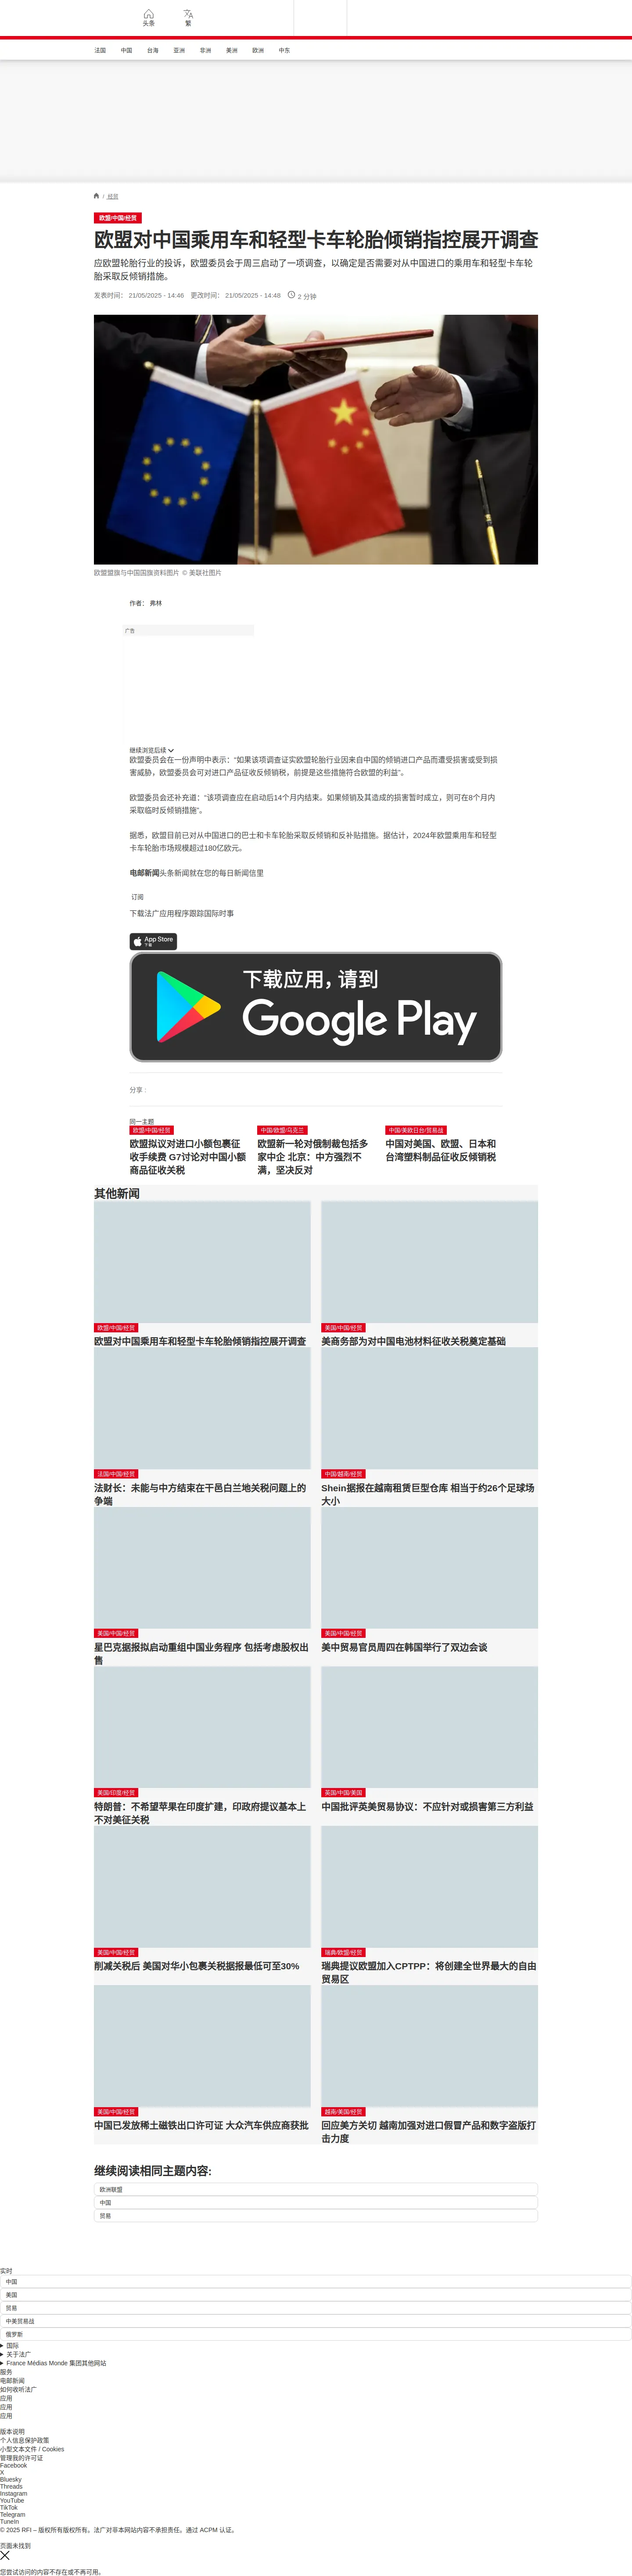 头条
繁
法国
中国
台海
亚洲
非洲
美洲
欧洲
中东
/ 经贸
欧盟/中国/经贸
欧盟对中国乘用车和轻型卡车轮胎倾销指控展开调查
应欧盟轮胎行业的投诉，欧盟委员会于周三启动了一项调查，以确定是否需要对从中国进口的乘用车和轻型卡车轮
胎采取反倾销措施。
发表时间： 21/05/2025 - 14:46 更改时间： 21/05/2025 - 14:48 2 分钟
欧盟盟旗与中国国旗资料图片 © 美联社图片
作者： 弗林
广告
继续浏览后续
欧盟委员会在一份声明中表示：“如果该项调查证实欧盟轮胎行业因来自中国的倾销进口产品而遭受损害或受到损
害威胁，欧盟委员会可对进口产品征收反倾销税，前提是这些措施符合欧盟的利益”。
欧盟委员会还补充道：“该项调查应在启动后14个月内结束。如果倾销及其造成的损害暂时成立，则可在8个月内
采取临时反倾销措施”。
据悉，欧盟目前已对从中国进口的巴士和卡车轮胎采取反倾销和反补贴措施。据估计，2024年欧盟乘用车和轻型
卡车轮胎市场规模超过180亿欧元。
电邮新闻头条新闻就在您的每日新闻信里
订阅
下载法广应用程序跟踪国际时事
App Store
下载
下载应用，请到
Google Play
分享 :
同一主题
欧盟/中国/经贸
欧盟拟议对进口小额包裹征
收手续费 G7讨论对中国小额
商品征收关税
中国/欧盟/乌克兰
欧盟新一轮对俄制裁包括多
家中企 北京：中方强烈不
满，坚决反对
中国/美欧日台/贸易战
中国对美国、欧盟、日本和
台湾塑料制品征收反倾销税
其他新闻
欧盟/中国/经贸
欧盟对中国乘用车和轻型卡车轮胎倾销指控展开调查
美国/中国/经贸
美商务部为对中国电池材料征收关税奠定基础
法国/中国/经贸
法财长：未能与中方结束在干邑白兰地关税问题上的
争端
中国/越南/经贸
Shein据报在越南租赁巨型仓库 相当于约26个足球场
大小
美国/中国/经贸
星巴克据报拟启动重组中国业务程序 包括考虑股权出
售
美国/中国/经贸
美中贸易官员周四在韩国举行了双边会谈
美国/印度/经贸
特朗普：不希望苹果在印度扩建，印政府提议基本上
不对美征关税
英国/中国/美国
中国批评英美贸易协议：不应针对或损害第三方利益
美国/中国/经贸
削减关税后 美国对华小包裹关税据报最低可至30%
瑞典/欧盟/经贸
瑞典提议欧盟加入CPTPP：将创建全世界最大的自由
贸易区
美国/中国/经贸
中国已发放稀土磁铁出口许可证 大众汽车供应商获批
越南/美国/经贸
回应美方关切 越南加强对进口假冒产品和数字盗版打
击力度
继续阅读相同主题内容:
欧洲联盟
中国
贸易
实时
中国
美国
贸易
中美贸易战
俄罗斯
国际
关于法广
France Médias Monde 集团其他网站
服务
电邮新闻
如何收听法广
应用
应用
应用
版本说明
个人信息保护政策
小型文本文件 / Cookies
管理我的许可证
Facebook
X
Bluesky
Threads
Instagram
YouTube
TikTok
Telegram
TuneIn
© 2025 RFI – 版权所有版权所有。法广对非本网站内容不承担责任。通过 ACPM 认证。
页面未找到
您尝试访问的内容不存在或不再可用。